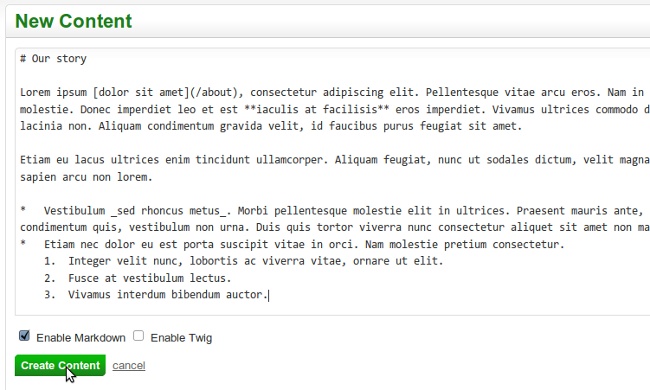 New Content
# Our story
Lorem ipsum [dolor sit amet](/about), consectetur adipiscing elit. Pellentesque vitae arcu eros. Nam in
molestie. Donec imperdiet leo et est **iaculis at facilisis** eros imperdiet. Vivamus ultrices commodo d
lacinia non. Aliquam condimentum gravida velit, id faucibus purus feugiat sit amet.
Etiam eu lacus ultrices enim tincidunt ullamcorper. Aliquam feugiat, nunc ut sodales dictum, velit magna
sapien arcu non lorem.
*   Vestibulum _sed rhoncus metus_. Morbi pellentesque molestie elit in ultrices. Praesent mauris ante,
condimentum quis, vestibulum non urna. Duis quis tortor viverra nunc consectetur aliquet sit amet non ma
*   Etiam nec dolor eu est porta suscipit vitae in orci. Nam molestie pretium consectetur.
    1.  Integer velit nunc, lobortis ac viverra vitae, ornare ut elit.
    2.  Fusce at vestibulum lectus.
    3.  Vivamus interdum bibendum auctor.
Enable Markdown Enable Twig
Create Content cancel